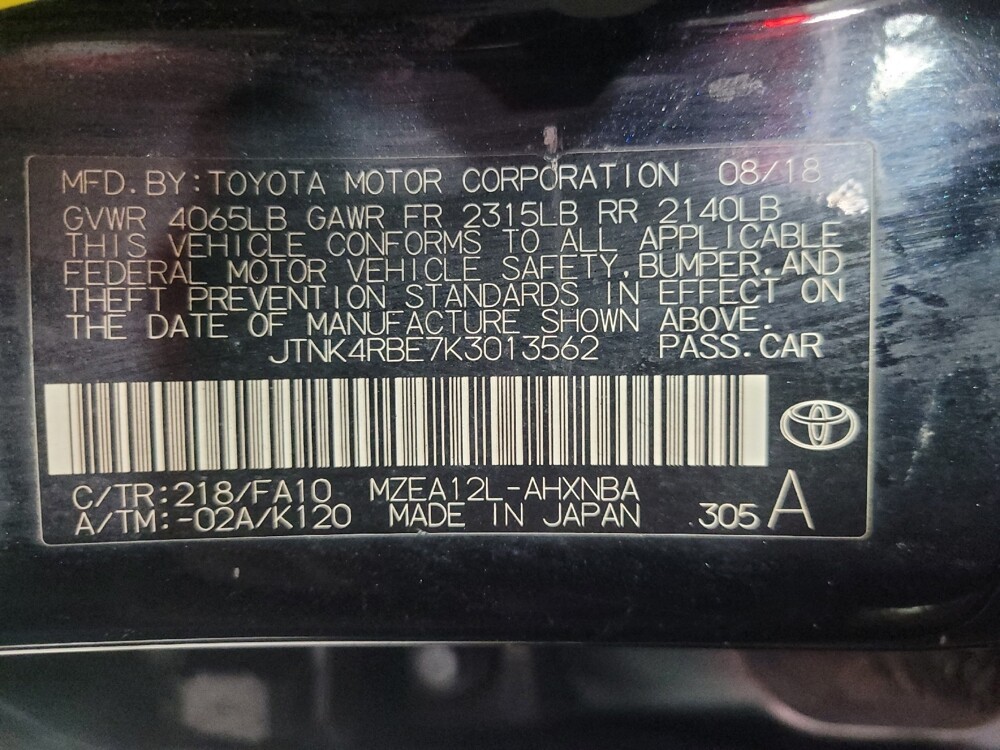 MFD. BY: TOYOTA MOTOR CORPORATION 08/18
GVWR 4065LB GAWR FR 2315LB RR 2140LB
THIS VEHICLE CONFORMS TO ALL APPLICABLE
FEDERAL MOTOR VEHICLE SAFETY, BUMPER, AND
THEFT PREVENTION STANDARDS IN EFFECT ON
THE DATE OF MANUFACTURE SHOWN ABOVE.
JTNK4RBE7K3013562 PASS. CAR
C/TR: 218/FA10 MZEA12L-AHXNBA
A/TM: -02A/K120 MADE IN JAPAN 305 A